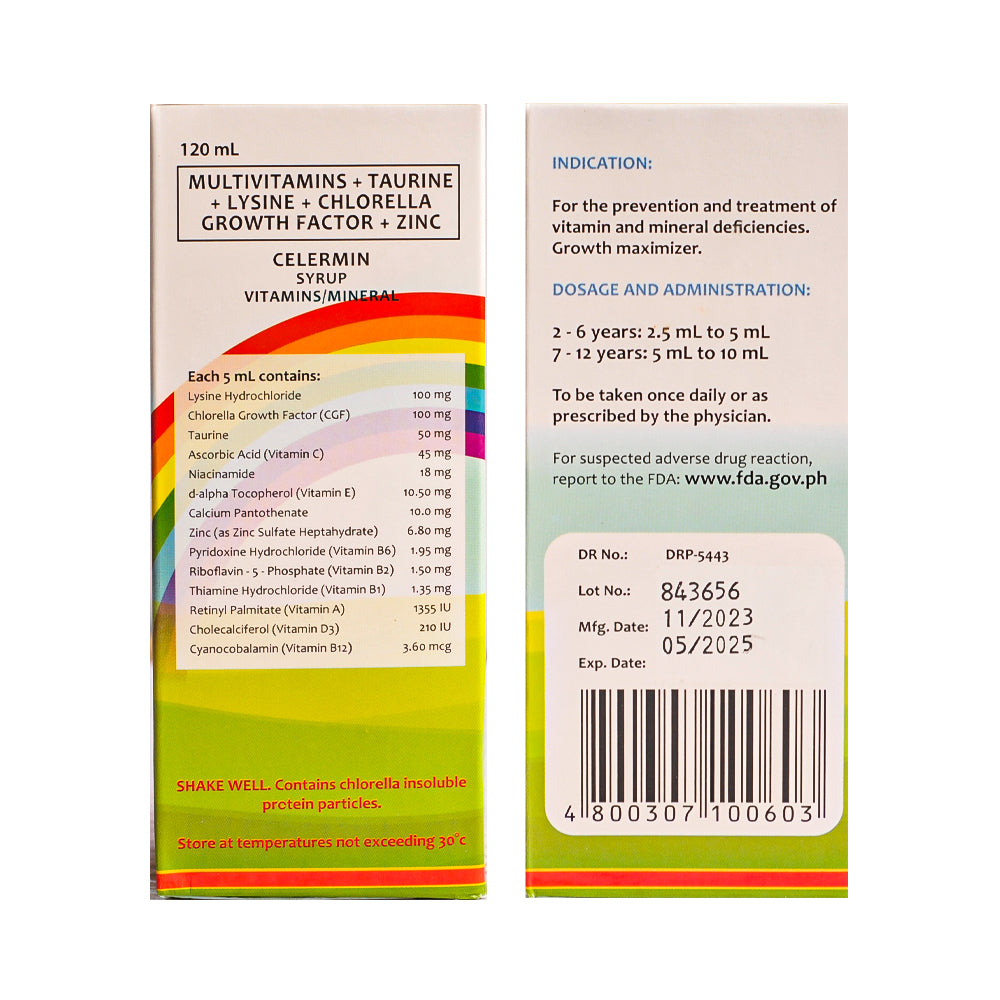 120 mL
MULTIVITAMINS + TAURINE
+ LYSINE + CHLORELLA
GROWTH FACTOR + ZINC
CELERMIN
SYRUP
VITAMINS/MINERAL
Each 5 mL contains:
Lysine Hydrochloride 100 mg
Chlorella Growth Factor (CGF) 100 mg
Taurine 50 mg
Ascorbic Acid (Vitamin C) 45 mg
Niacinamide 18 mg
d-alpha Tocopherol (Vitamin E) 10.50 mg
Calcium Pantothenate 10.0 mg
Zinc (as Zinc Sulfate Heptahydrate) 6.80 mg
Pyridoxine Hydrochloride (Vitamin B6) 1.95 mg
Riboflavin - 5 - Phosphate (Vitamin B2) 1.50 mg
Thiamine Hydrochloride (Vitamin B1) 1.35 mg
Retinyl Palmitate (Vitamin A) 1355 IU
Cholecalciferol (Vitamin D3) 210 IU
Cyanocobalamin (Vitamin B12) 3.60 mcg
SHAKE WELL. Contains chlorella insoluble
protein particles.
Store at temperatures not exceeding 30°c
INDICATION:
For the prevention and treatment of
vitamin and mineral deficiencies.
Growth maximizer.
DOSAGE AND ADMINISTRATION:
2 - 6 years: 2.5 mL to 5 mL
7 - 12 years: 5 mL to 10 mL
To be taken once daily or as
prescribed by the physician.
For suspected adverse drug reaction,
report to the FDA: www.fda.gov.ph
DR No.: DRP-5443
Lot No.: 843656
Mfg. Date: 11/2023
Exp. Date: 05/2025
4 800307 100603